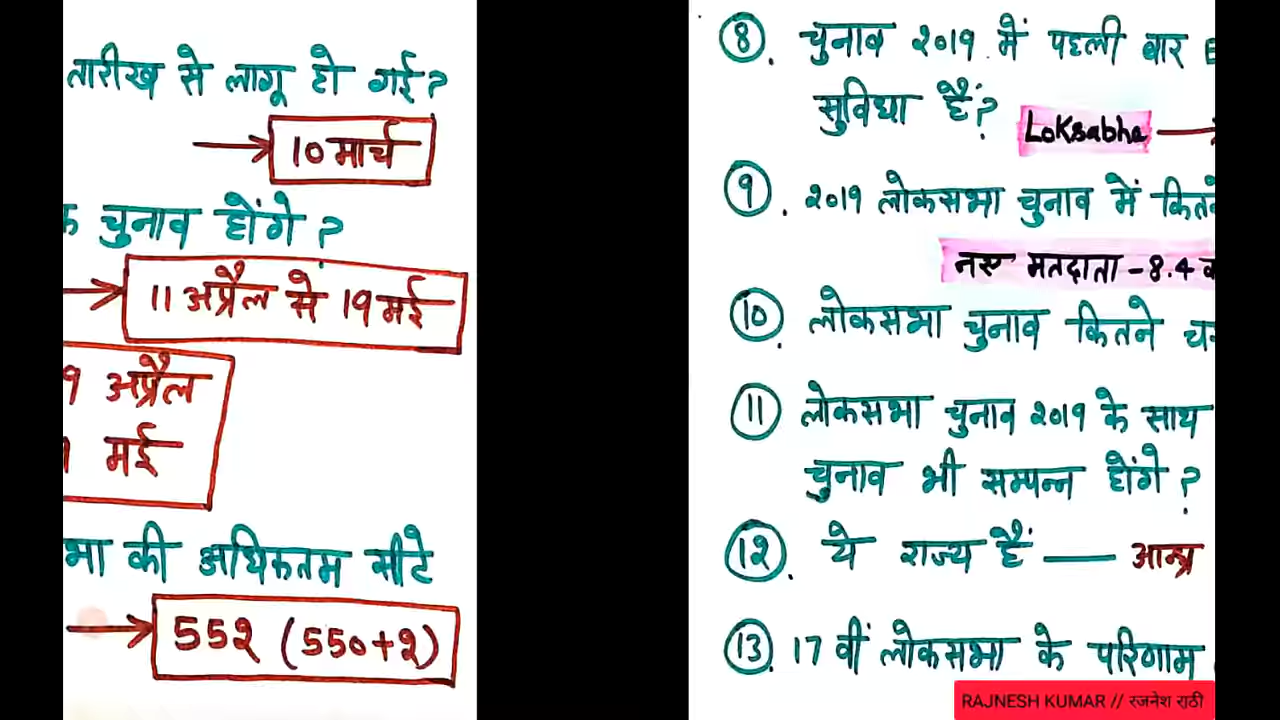 तारीख से लागू हो गई?
→ 10 मार्च
चुनाव होंगे?
→ 11 अप्रैल से 19 मई
अप्रैल
मई
भा की अधिकतम सीटे
→ 552 (550+2)
8. चुनाव 2019 में पहली बार
सुविधा हैं?
Loksabha →
9. 2019 लोकसभा चुनाव में कितने
नए मतदाता - 8.4
10. लोकसभा चुनाव कितने
11. लोकसभा चुनाव 2019 के साथ
चुनाव भी सम्पन्न होंगे?
12. ये राज्य हैं — आन्ध्र
13. 17 वीं लोकसभा के परिणाम
RAJNESH KUMAR // रजनेश राठी